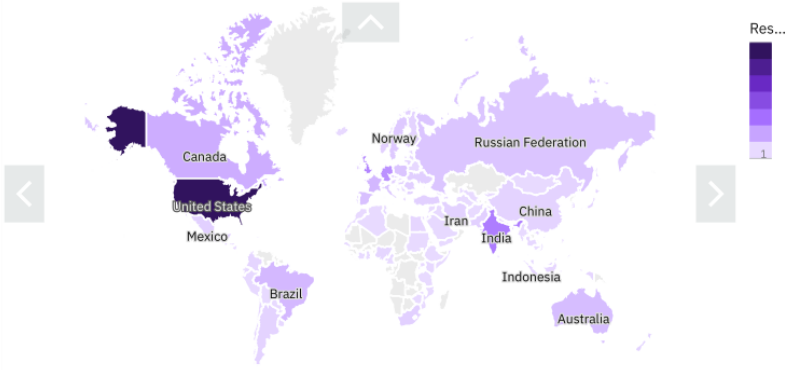 Res...
Norway
Russian Federation
Canada
1
United States
Iran
China
Mexico
India
Indonesia
Brazil
Australia